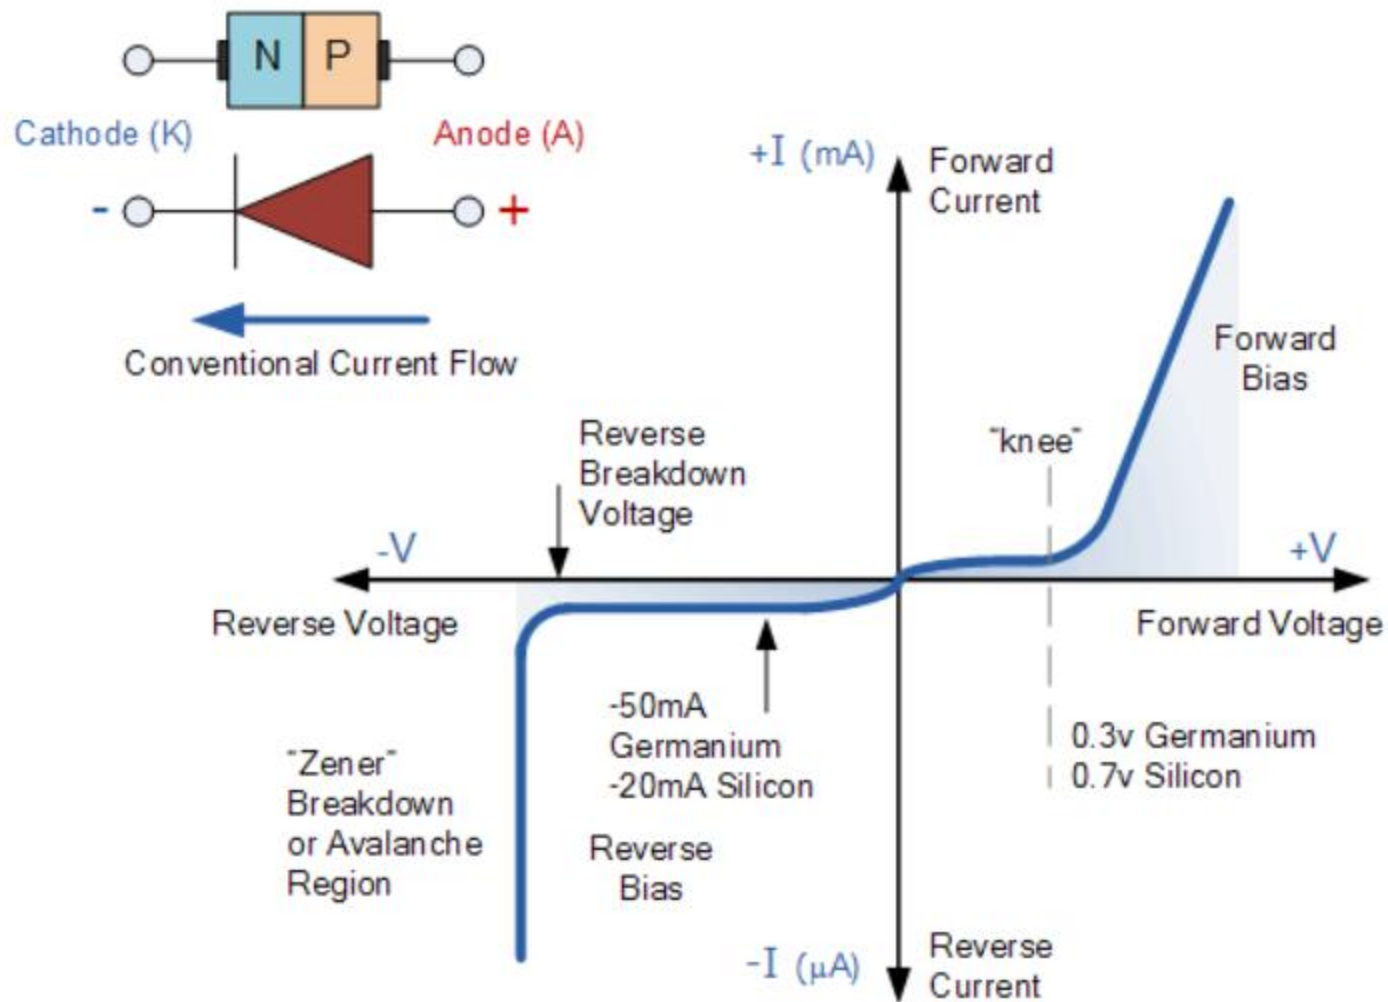 N P
Cathode (K)
Anode (A)
- +
Conventional Current Flow
+I (mA)
Forward
Current
Forward
Bias
"knee"
Reverse
Breakdown
Voltage
-V
+V
Reverse Voltage
Forward Voltage
-50mA
Germanium
-20mA Silicon
0.3v Germanium
0.7v Silicon
"Zener"
Breakdown
or Avalanche
Region
Reverse
Bias
-I (µA)
Reverse
Current